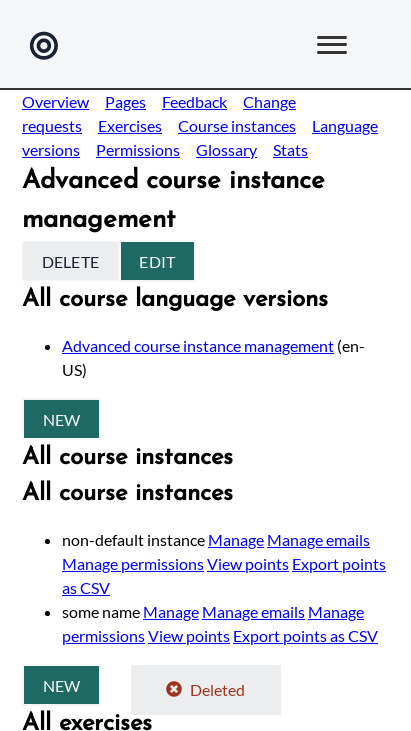 Overview Pages Feedback Change
requests Exercises Course instances Language
versions Permissions Glossary Stats
Advanced course instance
management
DELETE EDIT
All course language versions
Advanced course instance management (en-
US)
NEW
All course instances
All course instances
non-default instance Manage Manage emails
Manage permissions View points Export points
as CSV
some name Manage Manage emails Manage
permissions View points Export points as CSV
NEW Deleted
All exercises